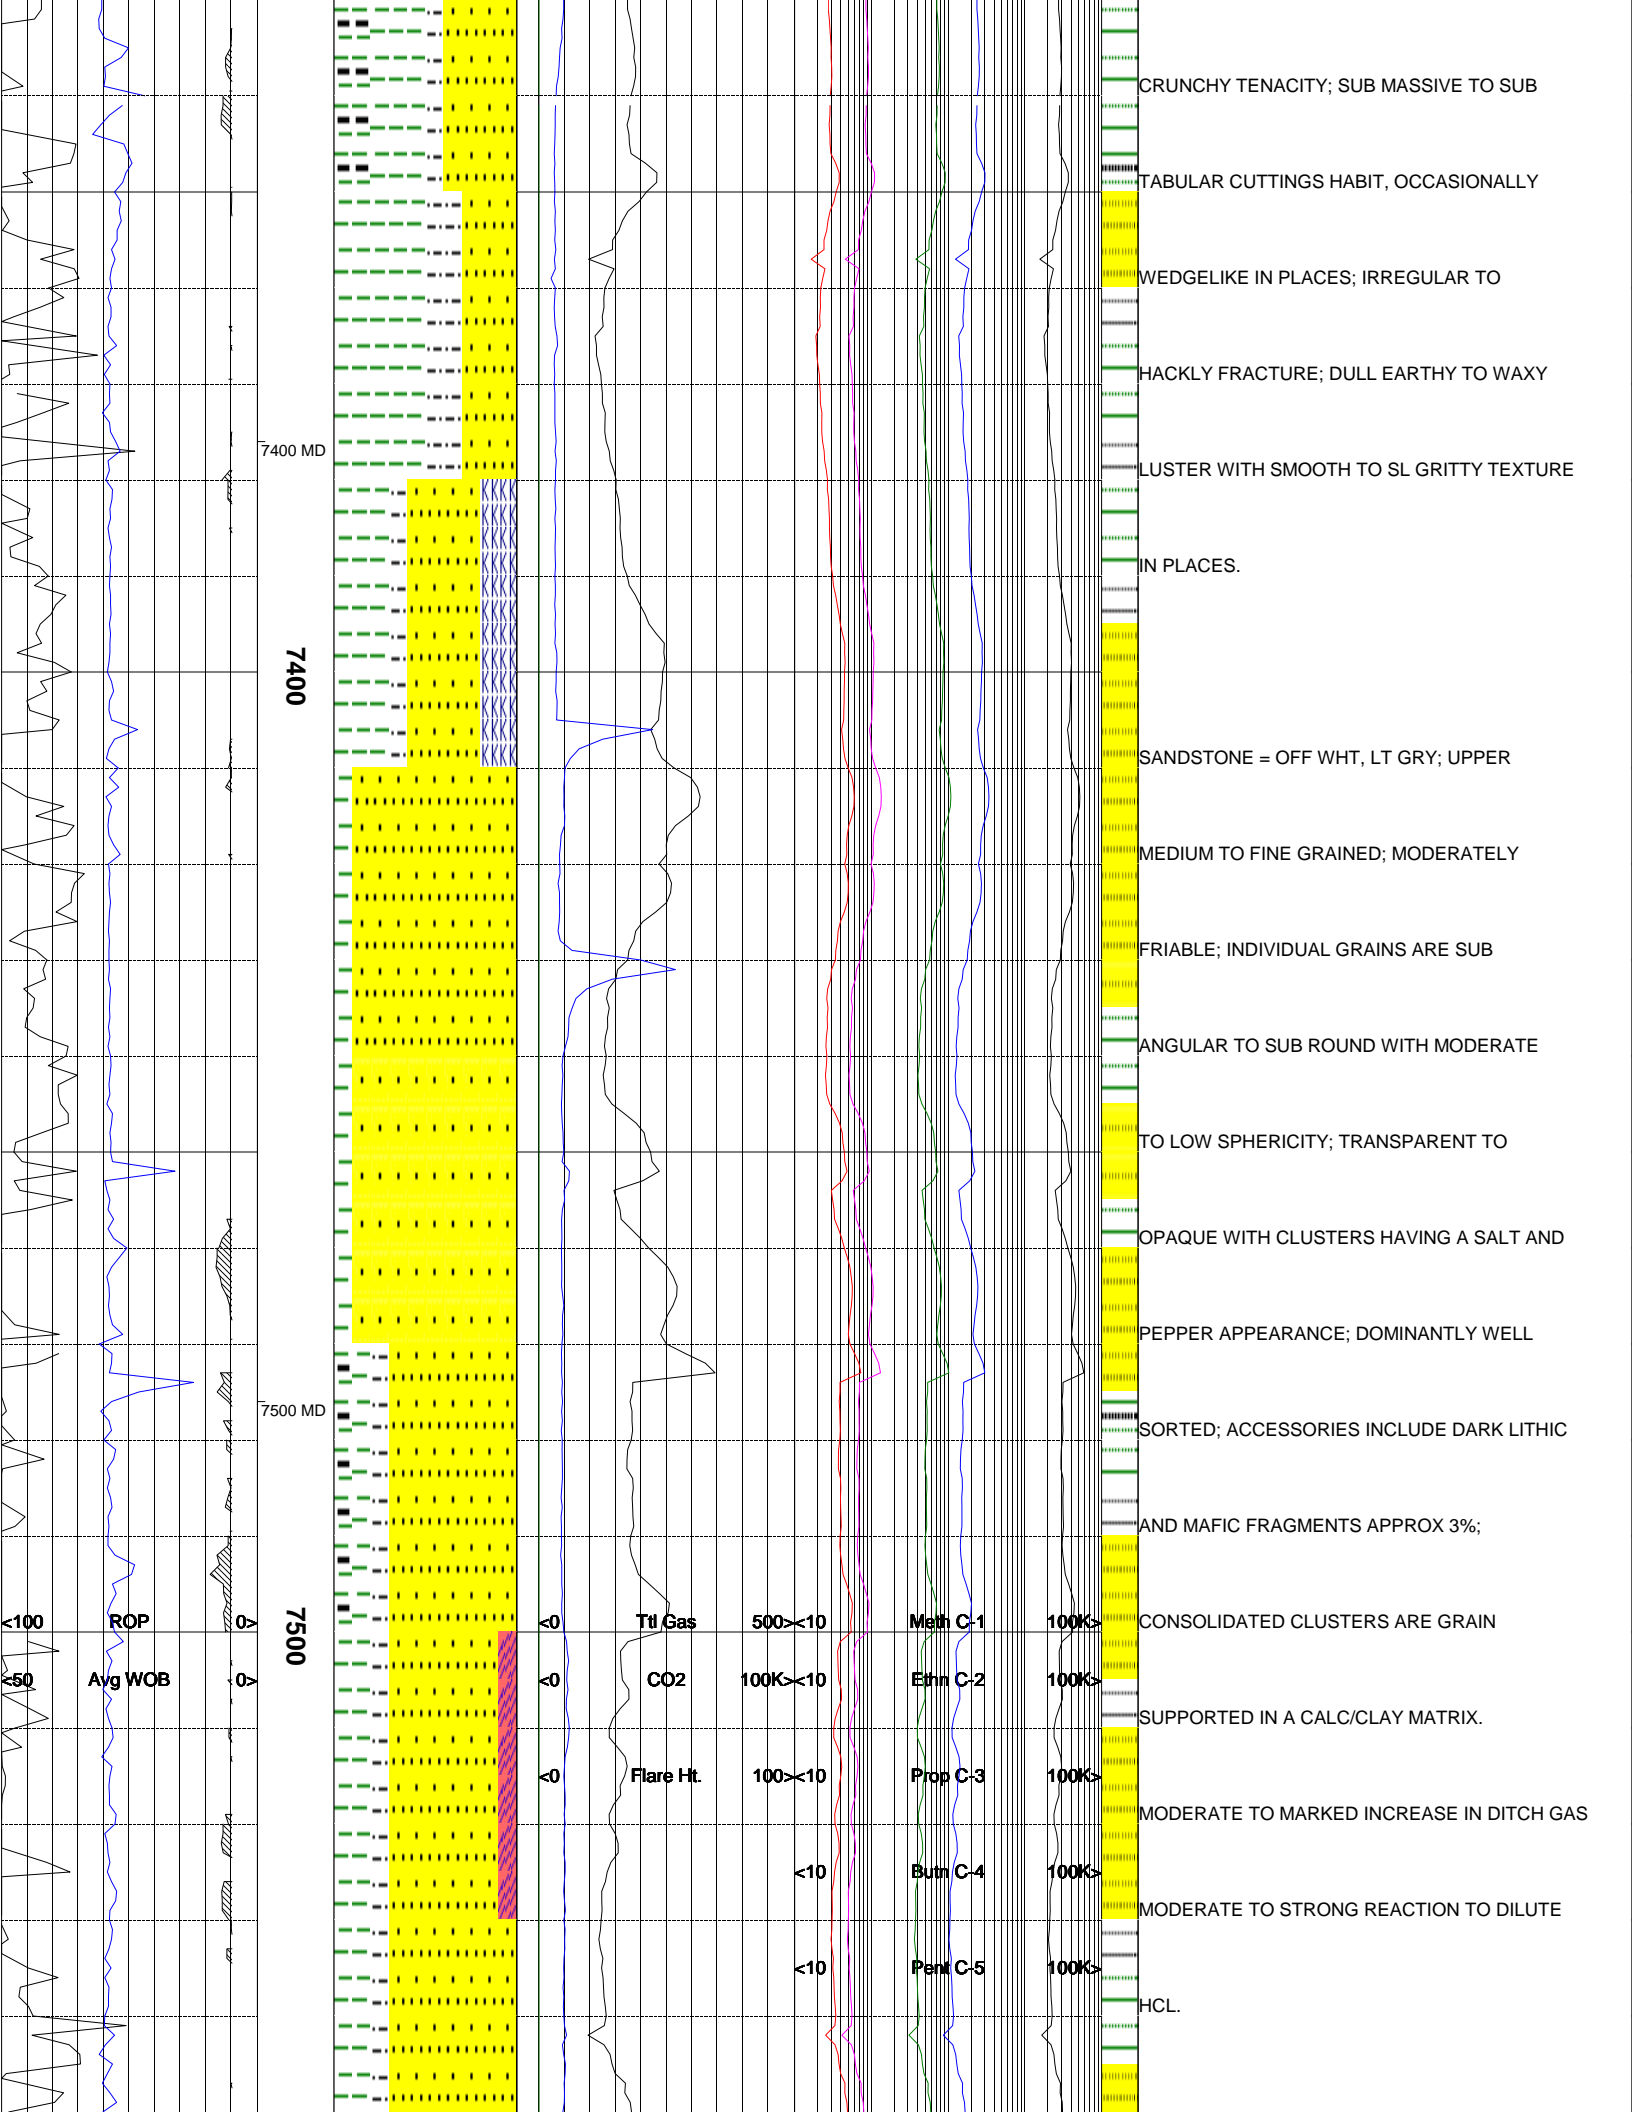 CRUNCHY TENACITY; SUB MASSIVE TO SUB
TABULAR CUTTINGS HABIT, OCCASIONALLY
WEDGELIKE IN PLACES; IRREGULAR TO
HACKLY FRACTURE; DULL EARTHY TO WAXY
7400 MD
LUSTER WITH SMOOTH TO SL GRITTY TEXTURE
IN PLACES.
7400
SANDSTONE = OFF WHT, LT GRY; UPPER
MEDIUM TO FINE GRAINED; MODERATELY
FRIABLE; INDIVIDUAL GRAINS ARE SUB
ANGULAR TO SUB ROUND WITH MODERATE
TO LOW SPHERICITY; TRANSPARENT TO
OPAQUE WITH CLUSTERS HAVING A SALT AND
PEPPER APPEARANCE; DOMINANTLY WELL
7500 MD
SORTED; ACCESSORIES INCLUDE DARK LITHIC
AND MAFIC FRAGMENTS APPROX 3%;
7500
<100 ROP 0> <0 Ttl Gas 500> <10 Meth C-1 100K> CONSOLIDATED CLUSTERS ARE GRAIN
<50 Avg WOB 0> <0 CO2 100K> <10 Ethn C-2 100K>
SUPPORTED IN A CALC/CLAY MATRIX.
<0 Flare Ht. 100> <10 Prop C-3 100K>
MODERATE TO MARKED INCREASE IN DITCH GAS
<10 Butn C-4 100K>
MODERATE TO STRONG REACTION TO DILUTE
<10 Pent C-5 100K>
HCL.